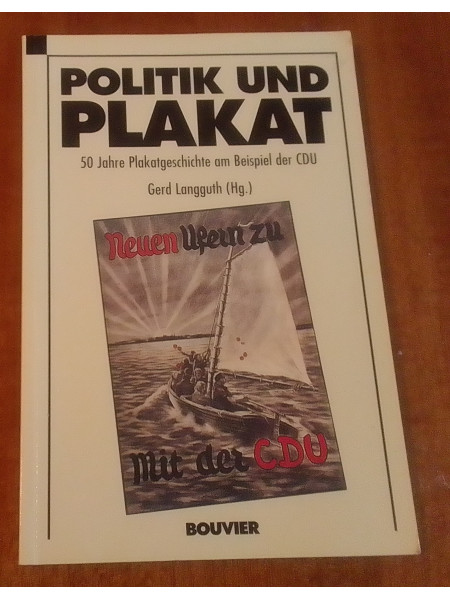 POLITIK UND
PLAKAT
50 Jahre Plakatgeschichte am Beispiel der CDU
Gerd Langguth (Hg.)
Neuen Ufern zu
Mit der CDU
BOUVIER